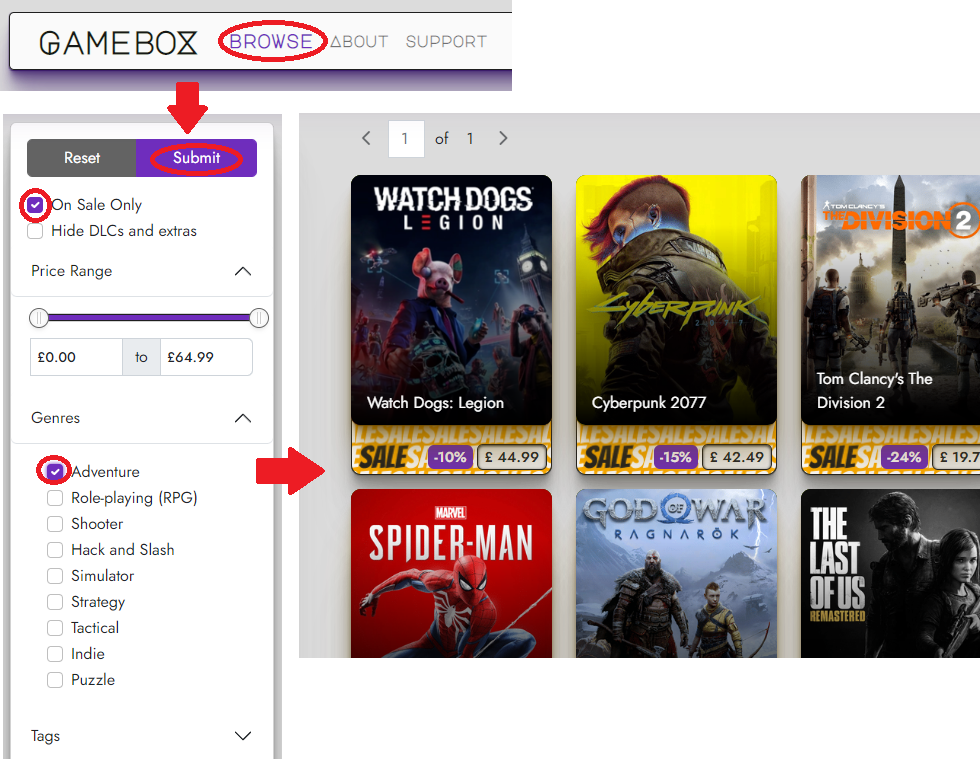 GAMEBOX BROWSE ABOUT SUPPORT
Reset Submit
On Sale Only
Hide DLCs and extras
Price Range
£0.00 to £64.99
Genres
Adventure
Role-playing (RPG)
Shooter
Hack and Slash
Simulator
Strategy
Tactical
Indie
Puzzle
Tags
1 of 1
WATCH DOGS
LEGION
Watch Dogs: Legion
SALE -10% £ 44.99
CYBERPUNK
2077
Cyberpunk 2077
SALE -15% £ 42.49
TOM CLANCY'S
THE DIVISION 2
Tom Clancy's The
Division 2
SALE -24% £ 19.7
MARVEL
SPIDER-MAN
GOD OF WAR
RAGNARÖK
THE
LAST
OF US
REMASTERED